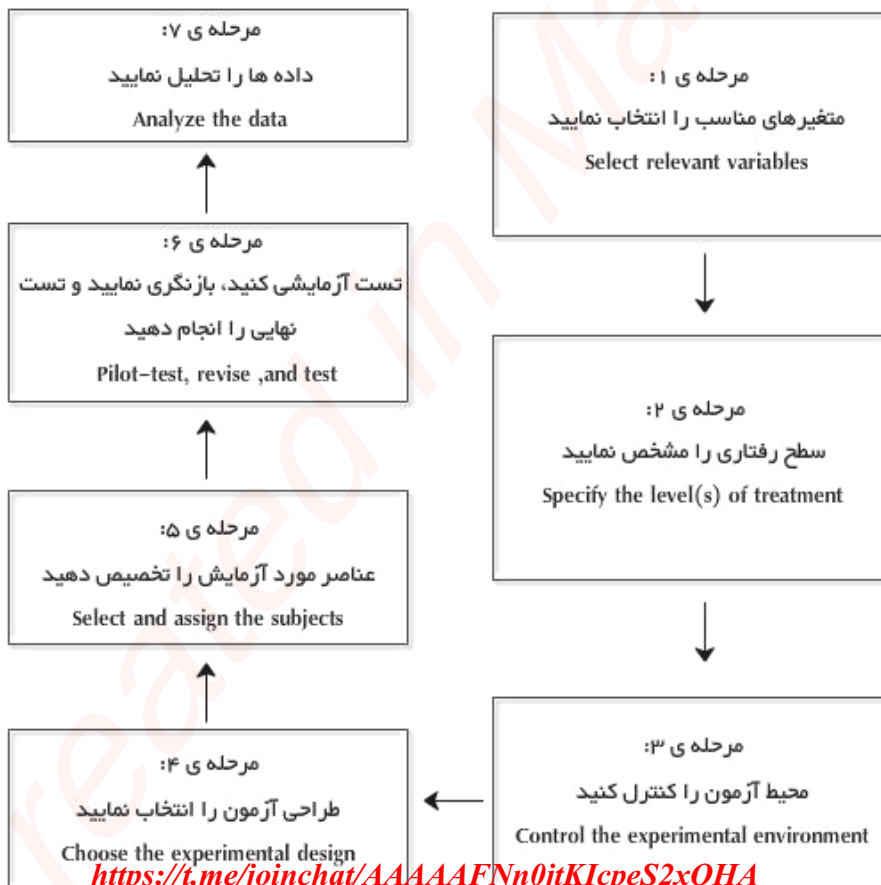 مرحله ی ۱:
متغیرهای مناسب را انتخاب نمایید
Select relevant variables
مرحله ی ۲:
سطح رفتاری را مشخص نمایید
Specify the level(s) of treatment
مرحله ی ۳:
محیط آزمون را کنترل کنید
Control the experimental environment
مرحله ی ۴:
طراحی آزمون را انتخاب نمایید
Choose the experimental design
مرحله ی ۵:
عناصر مورد آزمایش را تخصیص دهید
Select and assign the subjects
مرحله ی ۶:
تست آزمایشی کنید، بازنگری نمایید و تست
نهایی را انجام دهید
Pilot-test, revise ,and test
مرحله ی ۷:
داده ها را تحلیل نمایید
Analyze the data
https://t.me/joinchat/AAAAAFNn0jtKIcpeS2xOHA
reated in Ma